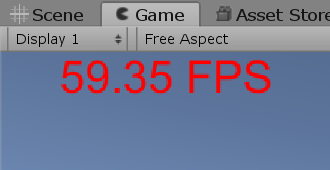 Scene Game Asset Store
Display 1 Free Aspect
59.35 FPS